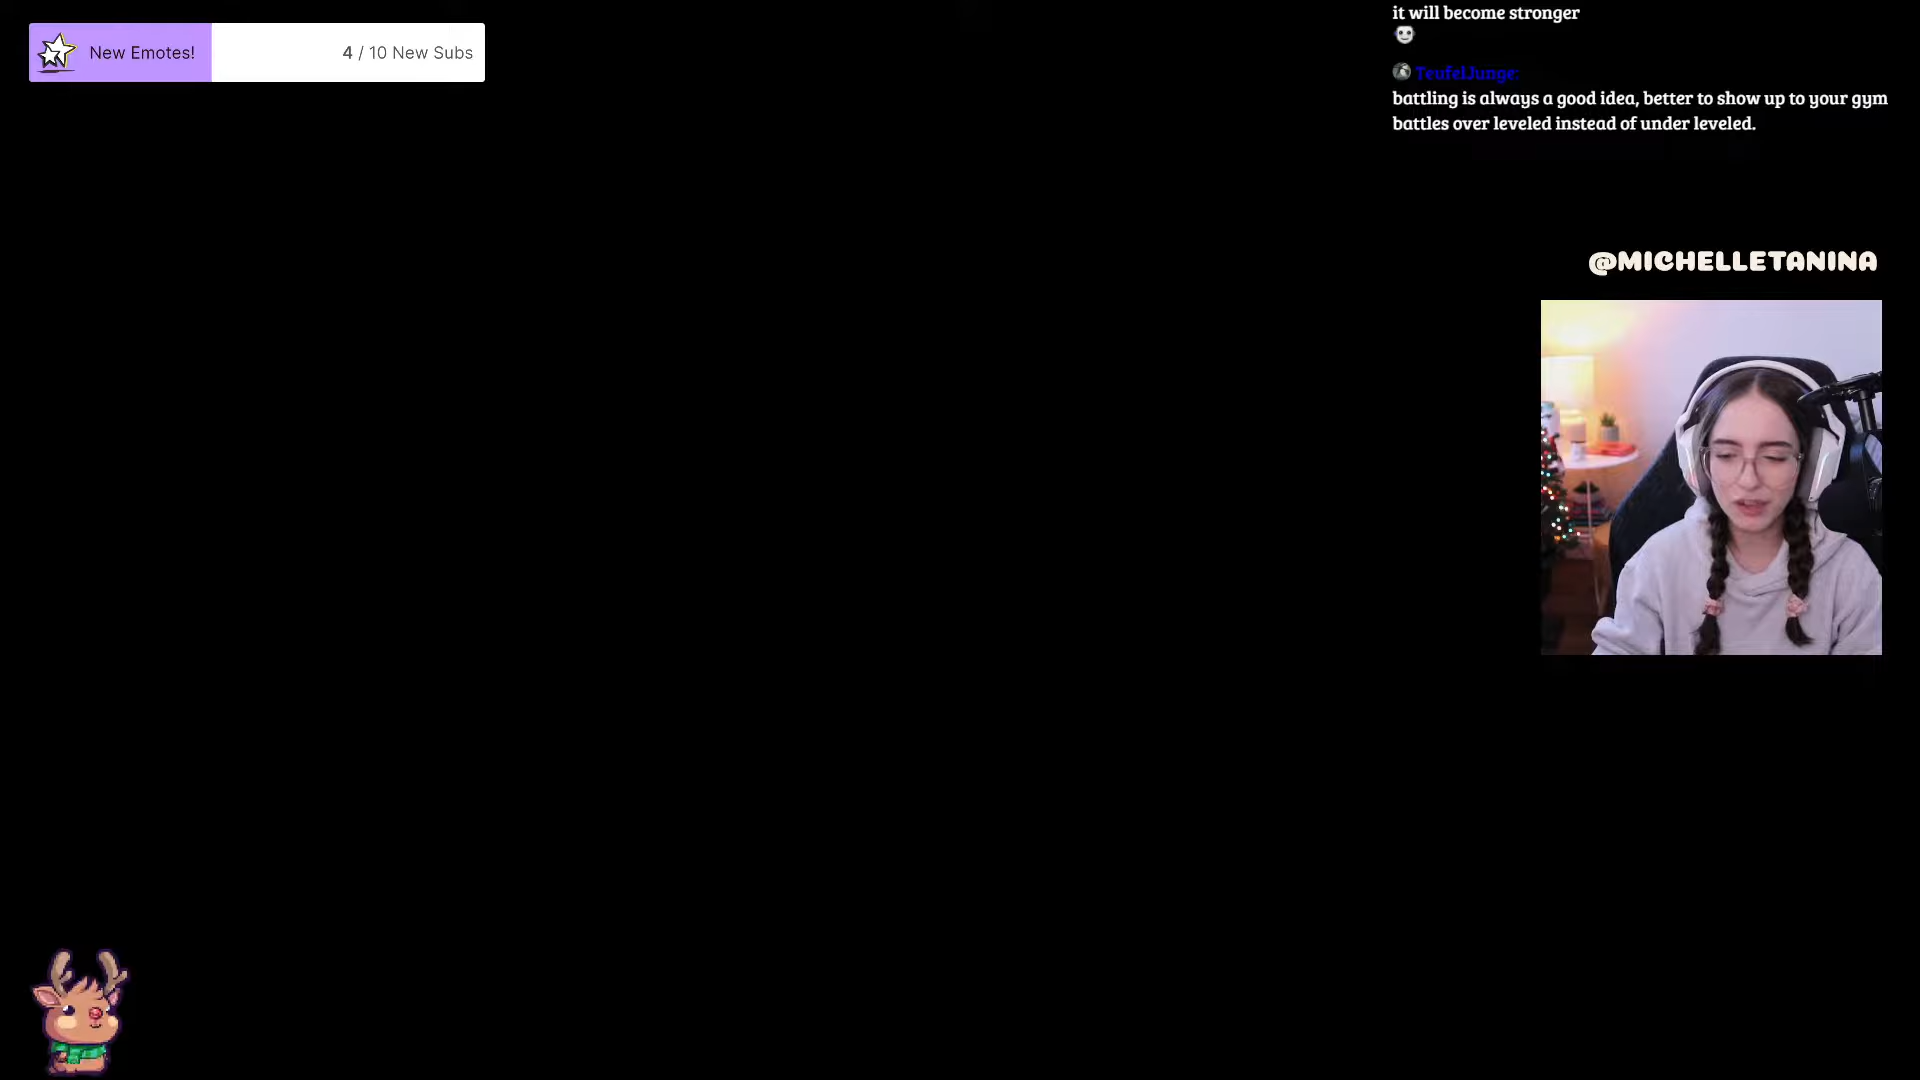 New Emotes!
4 / 10 New Subs
it will become stronger
TeufelJunge:
battling is always a good idea, better to show up to your gym
battles over leveled instead of under leveled.
@MICHELLETANINA